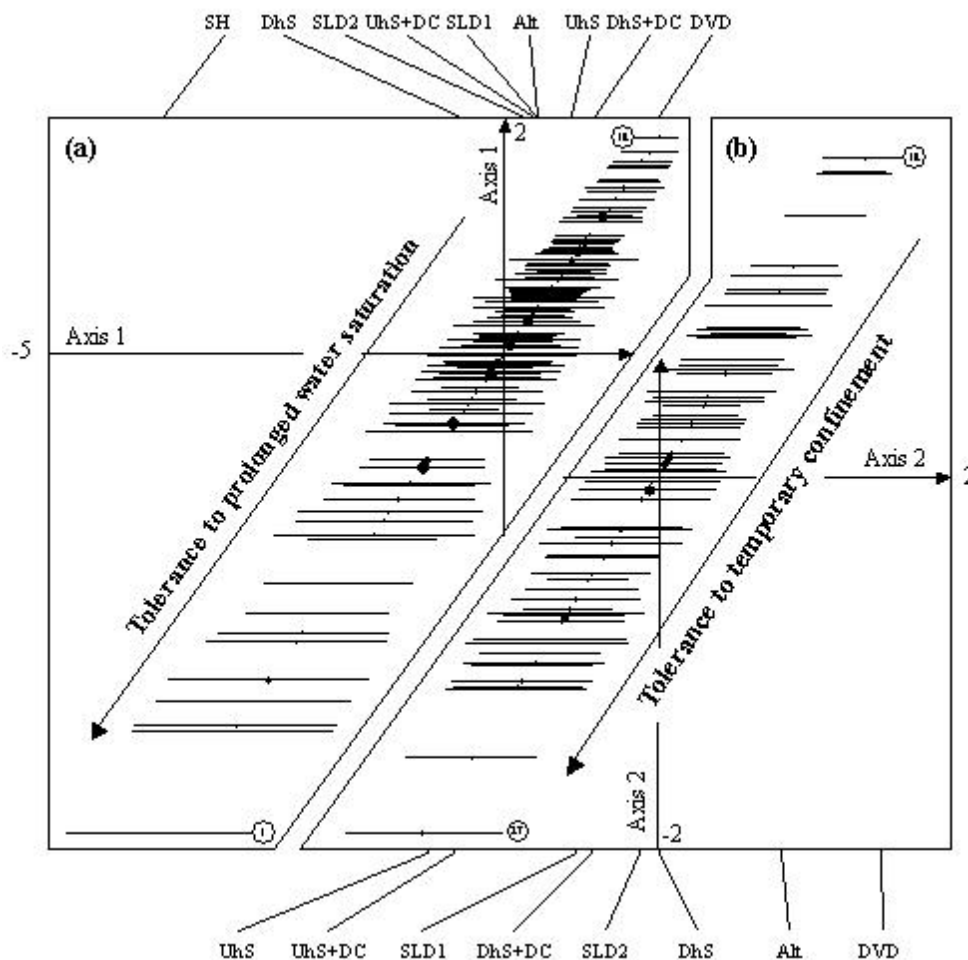 SH DhS SLD2 UhS+DC SLD1 Alt UhS DhS+DC DVD
(a)
2
Axis 1
(b)
Tolerance to prolonged water saturation
-5
Axis 1
Tolerance to temporary confinement
Axis 2
2
Axis 2
-2
UhS UhS+DC SLD1 DhS+DC SLD2 DhS Alt DVD